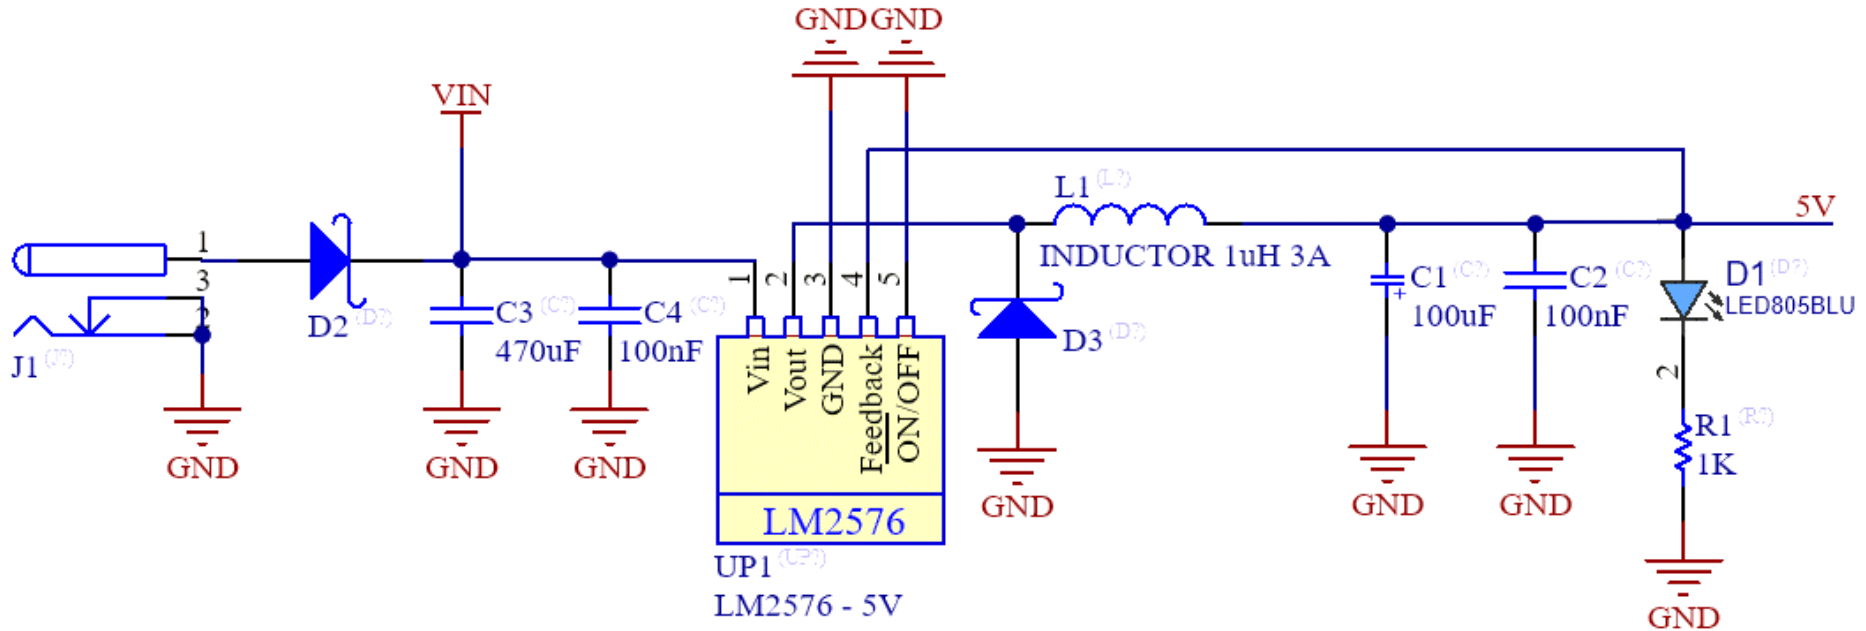 GND GND
VIN
L1 (L?)
5V
INDUCTOR 1uH 3A
1
3
2
J1 (J?)
GND
D2 (D?)
C3 (C?)
470uF
GND
C4 (C?)
100nF
GND
1
2
3
4
5
Vin
Vout
GND
Feedback
ON/OFF
LM2576
UP1 (UP?)
LM2576 - 5V
D3 (D?)
GND
C1 (C?)
+
100uF
GND
C2 (C?)
100nF
GND
D1 (D?)
LED805BLU
2
R1 (R?)
1K
GND